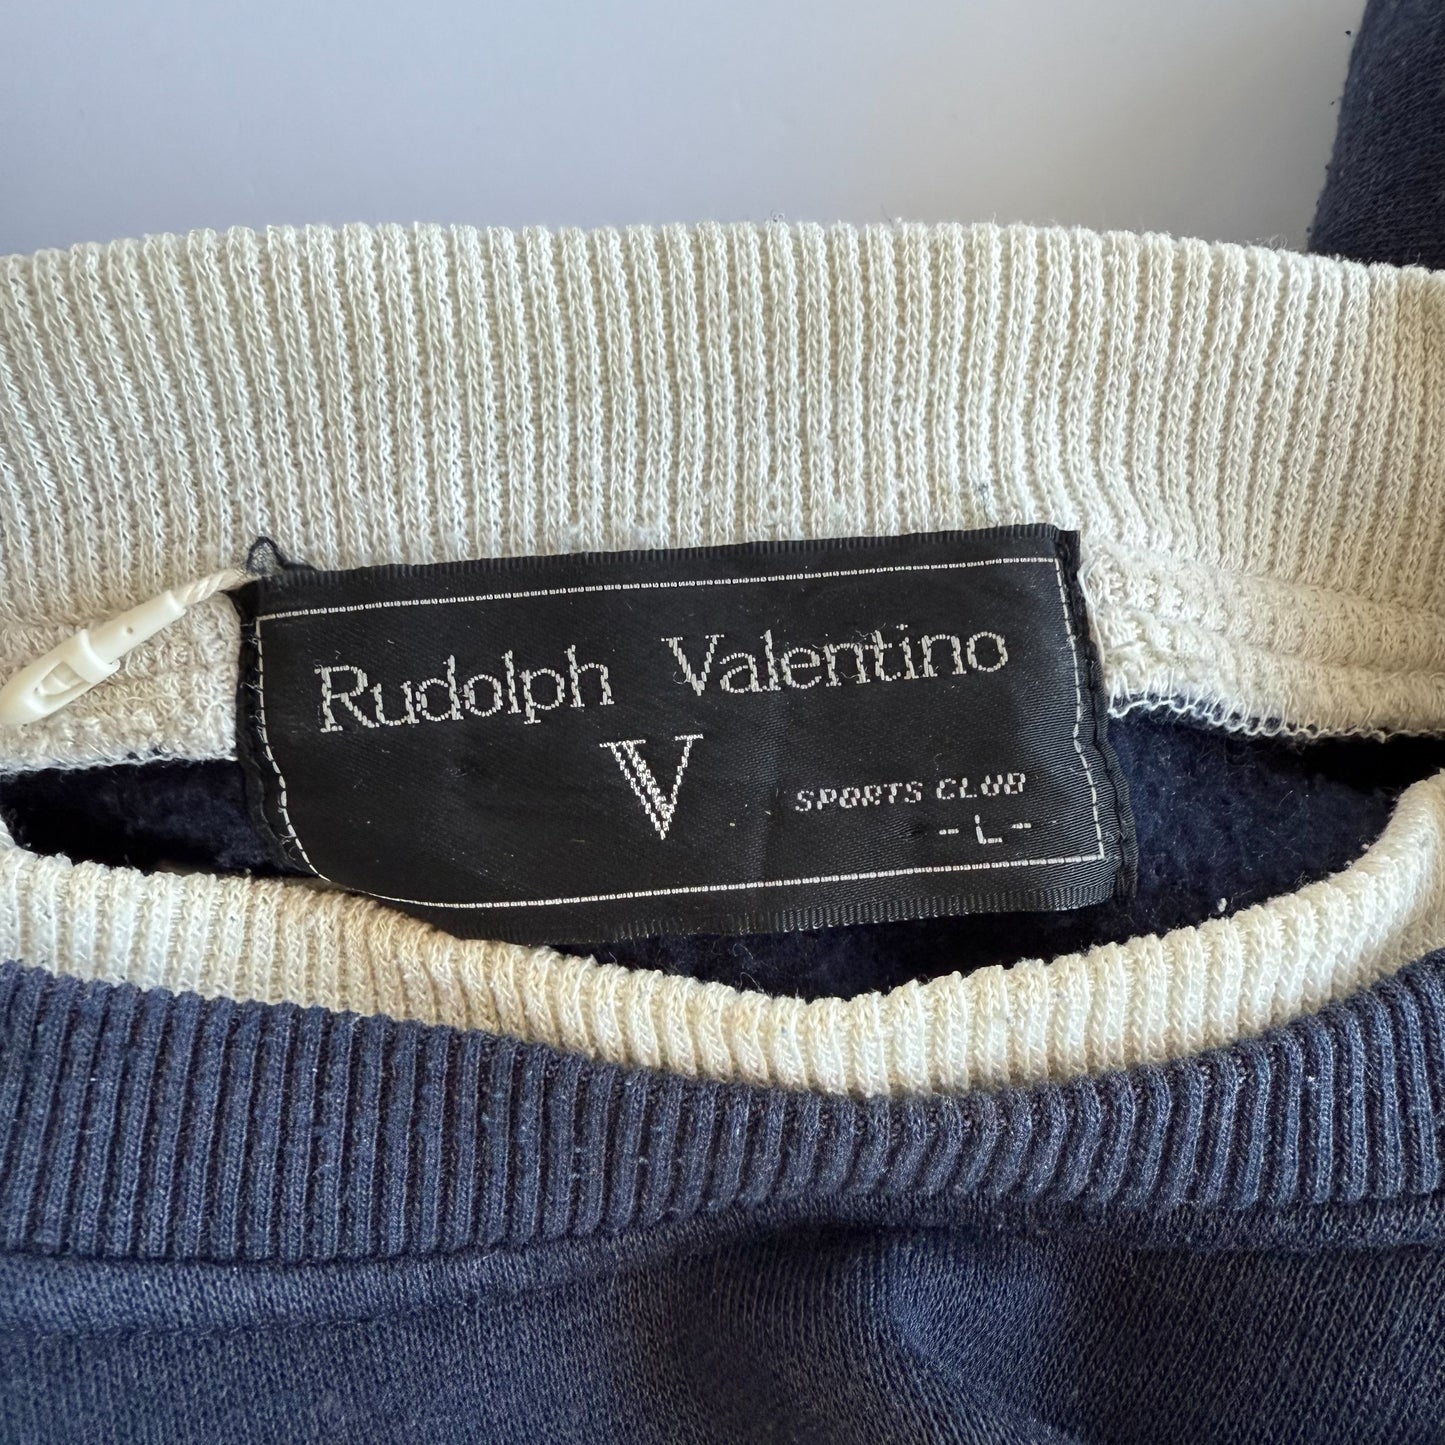 Rudolph Valentino
V
SPORTS CLUB
- L -